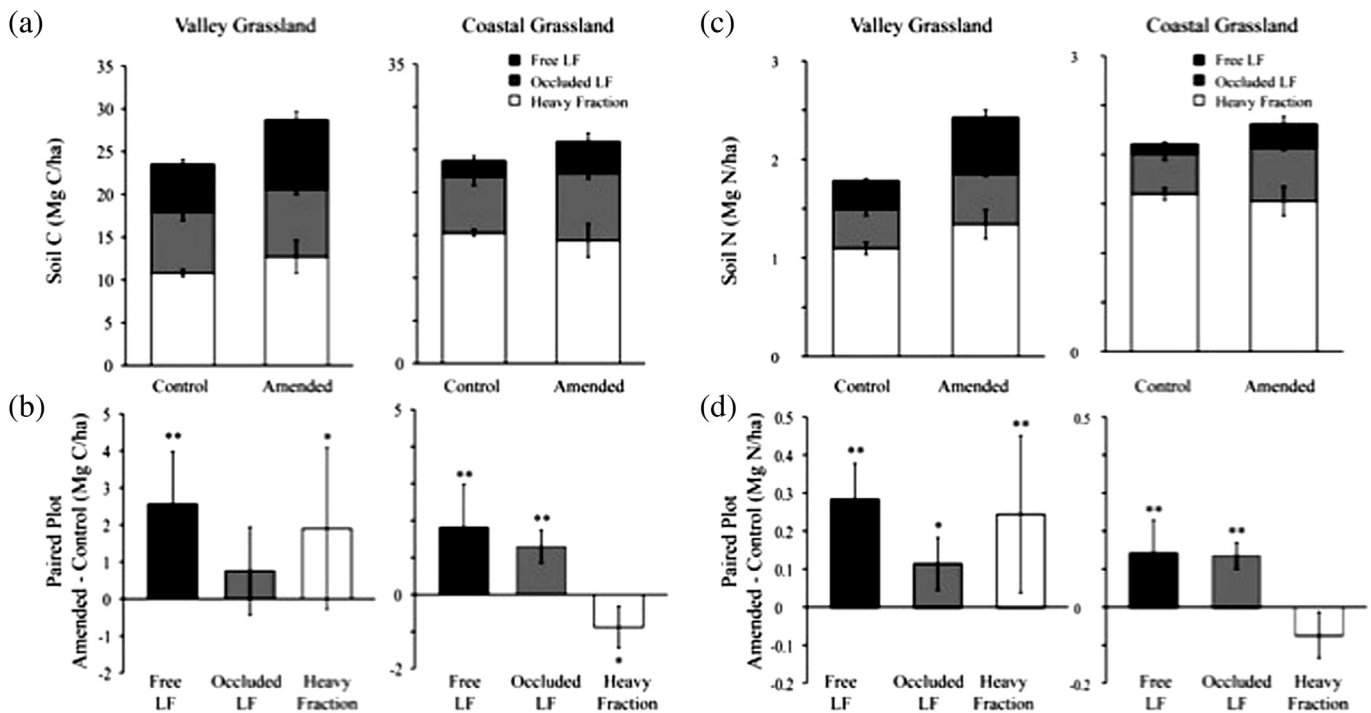 (a)
Valley Grassland
Coastal Grassland
Soil C (Mg C/ha)
35
30
25
20
15
10
5
0
Control
Amended
35
0
Free LF
Occluded LF
Heavy Fraction
Control
Amended
(b)
Paired Plot
Amended - Control (Mg C/ha)
5
4
3
2
1
0
-1
-2
**
*
Free
LF
Occluded
LF
Heavy
Fraction
5
0
-2
**
**
*
Free
LF
Occluded
LF
Heavy
Fraction
(c)
Valley Grassland
Coastal Grassland
Soil N (Mg N/ha)
3
2
1
0
Control
Amended
3
0
Free LF
Occluded LF
Heavy Fraction
Control
Amended
(d)
Paired Plot
Amended - Control (Mg N/ha)
0.5
0.4
0.3
0.2
0.1
0
-0.1
-0.2
**
*
**
Free
LF
Occluded
LF
Heavy
Fraction
0.5
0
-0.2
**
**
Free
LF
Occluded
LF
Heavy
Fraction